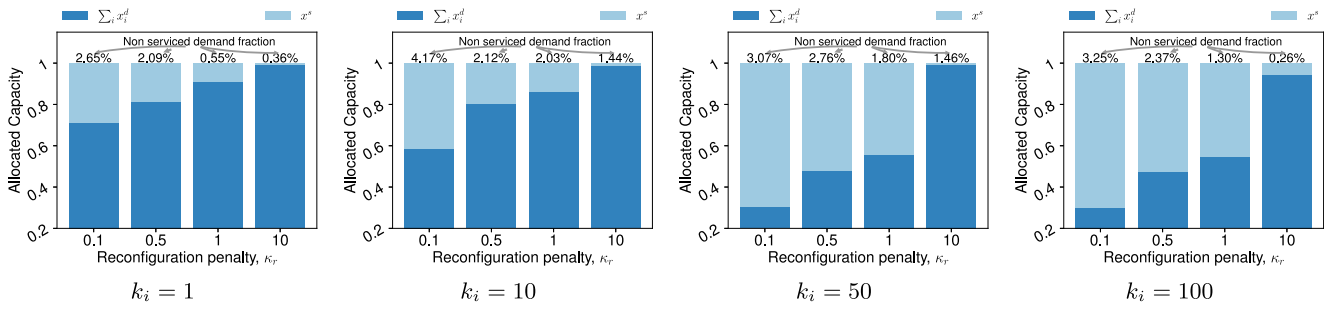 ∑ᵢ xᵢᵈ xˢ
Non serviced demand fraction
2.65% 2.09% 0.55% 0.36%
1
0.8
0.6
0.4
0.2
Allocated Capacity
0.1 0.5 1 10
Reconfiguration penalty, κᵣ
kᵢ = 1
∑ᵢ xᵢᵈ xˢ
Non serviced demand fraction
4.17% 2.12% 2.03% 1.44%
1
0.8
0.6
0.4
0.2
Allocated Capacity
0.1 0.5 1 10
Reconfiguration penalty, κᵣ
kᵢ = 10
∑ᵢ xᵢᵈ xˢ
Non serviced demand fraction
3.07% 2.76% 1.80% 1.46%
1
0.8
0.6
0.4
0.2
Allocated Capacity
0.1 0.5 1 10
Reconfiguration penalty, κᵣ
kᵢ = 50
∑ᵢ xᵢᵈ xˢ
Non serviced demand fraction
3.25% 2.37% 1.30% 0.26%
1
0.8
0.6
0.4
0.2
Allocated Capacity
0.1 0.5 1 10
Reconfiguration penalty, κᵣ
kᵢ = 100